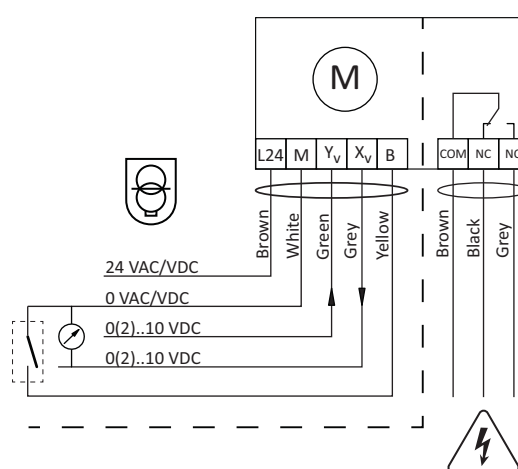 M
L24 M Yv Xv B COM NC NC
Brown White Green Grey Yellow Brown Black Grey
24 VAC/VDC
0 VAC/VDC
0(2)..10 VDC
0(2)..10 VDC